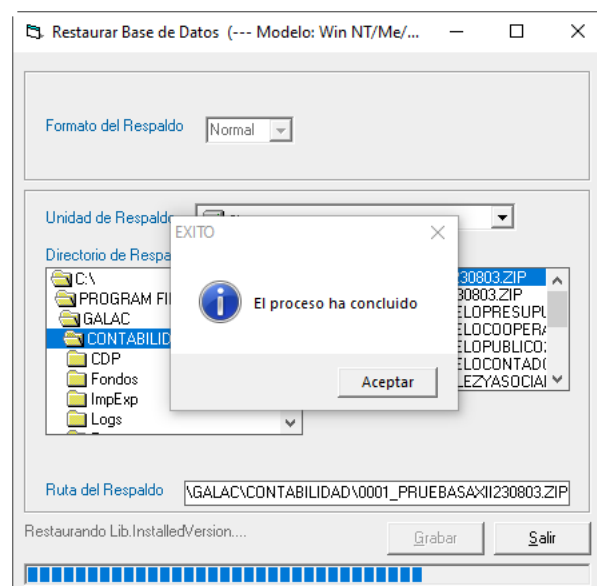 Restaurar Base de Datos (--- Modelo: Win NT/Me/...
Formato del Respaldo
Normal
Unidad de Respaldo
EXITO
Directorio de Respa
C:\
PROGRAM FI
GALAC
CONTABILID
CDP
Fondos
ImpExp
Logs
El proceso ha concluido
Aceptar
230803.ZIP
30803.ZIP
ELOPRESUPU
ELOCOOPERA
ELOPUBLICO
ELOCONTAD
LEZYASOCIA
Ruta del Respaldo
\GALAC\CONTABILIDAD\0001_PRUEBASAXII230803.ZIP
Restaurando Lib.InstalledVersion....
Grabar
Salir